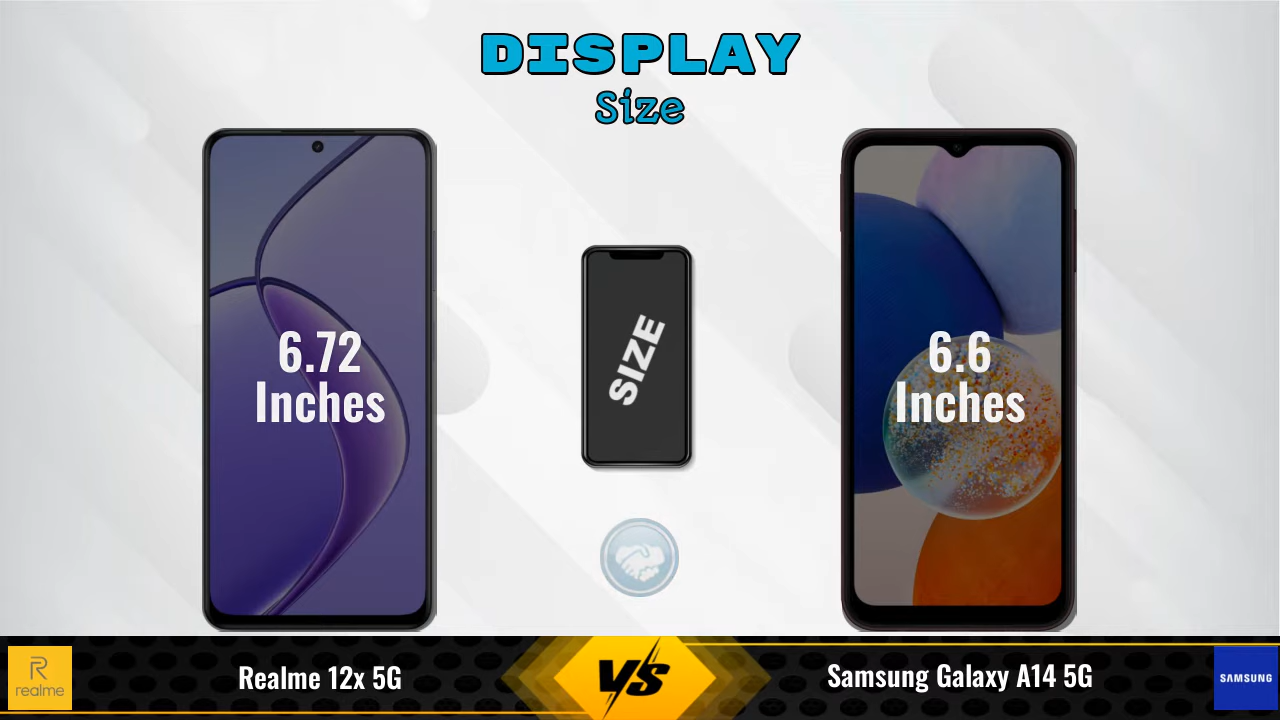 DISPLAY
Size
6.72
Inches
SIZE
6.6
Inches
R
realme
Realme 12x 5G
VS
Samsung Galaxy A14 5G
SAMSUNG